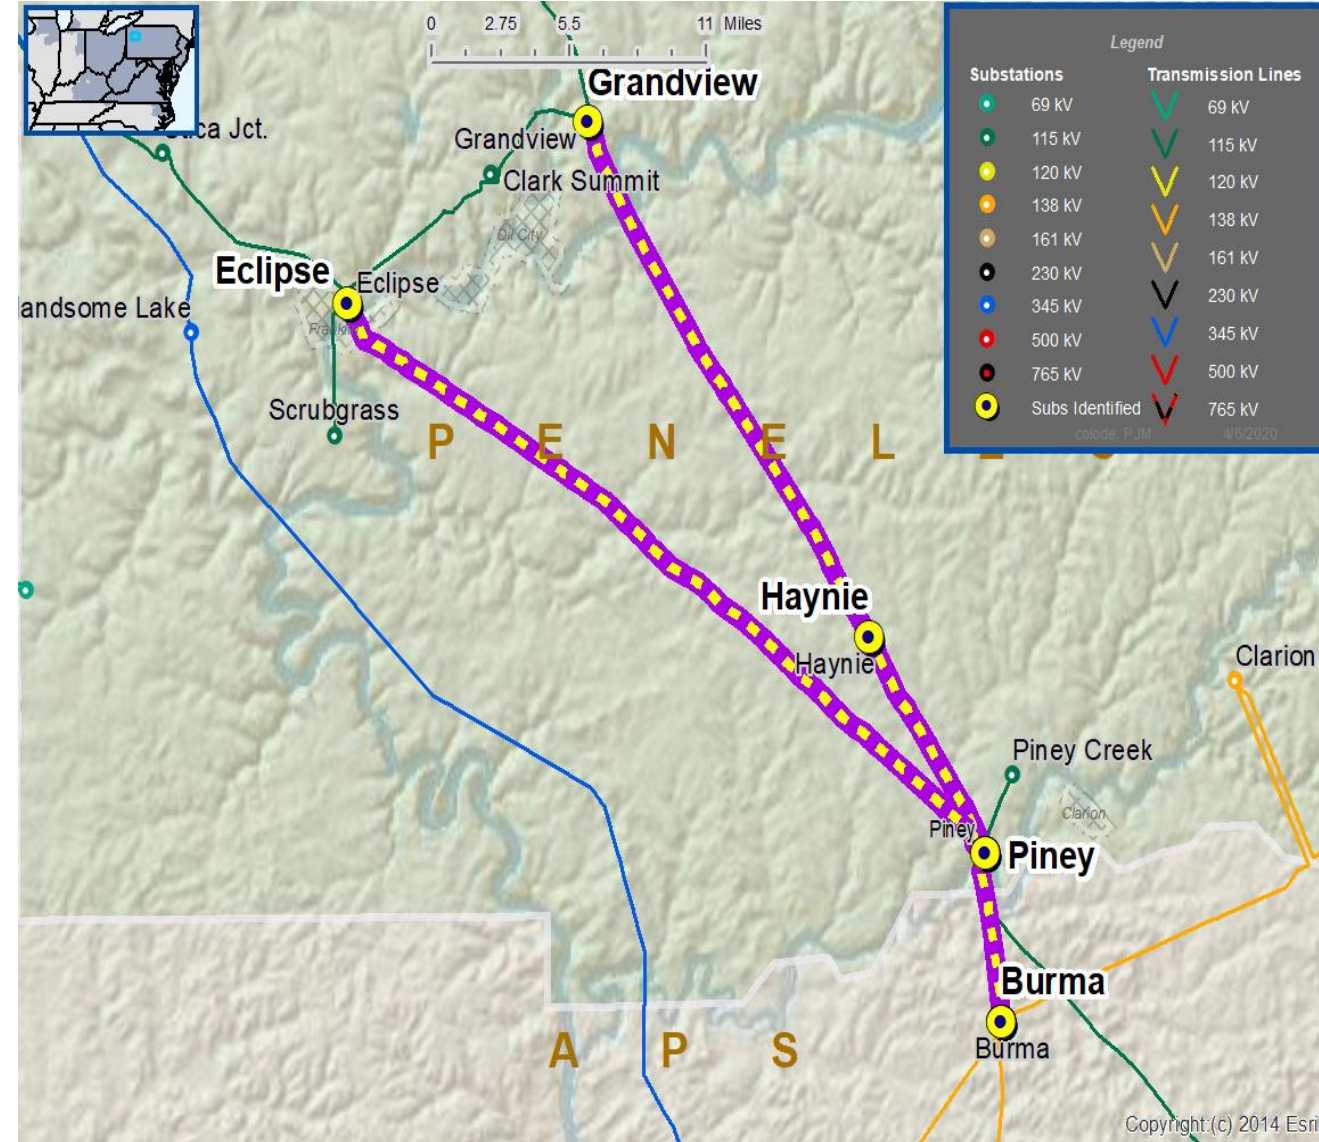 0 2.75 5.5 11 Miles
Legend
Substations
69 kV
115 kV
120 kV
138 kV
161 kV
230 kV
345 kV
500 kV
765 kV
Subs Identified
Transmission Lines
69 kV
115 kV
120 kV
138 kV
161 kV
230 kV
345 kV
500 kV
765 kV
colode; PJM 4/6/2020
Grandview
Grandview
Jct.
Clark Summit
Oil City
Eclipse
Eclipse
andsome Lake
Scrubgrass
P E N E L
Haynie
Haynie
Clarion
Piney Creek
Clarion
Piney
Piney
Burma
Burma
A P S
Copyright:(c) 2014 Esri